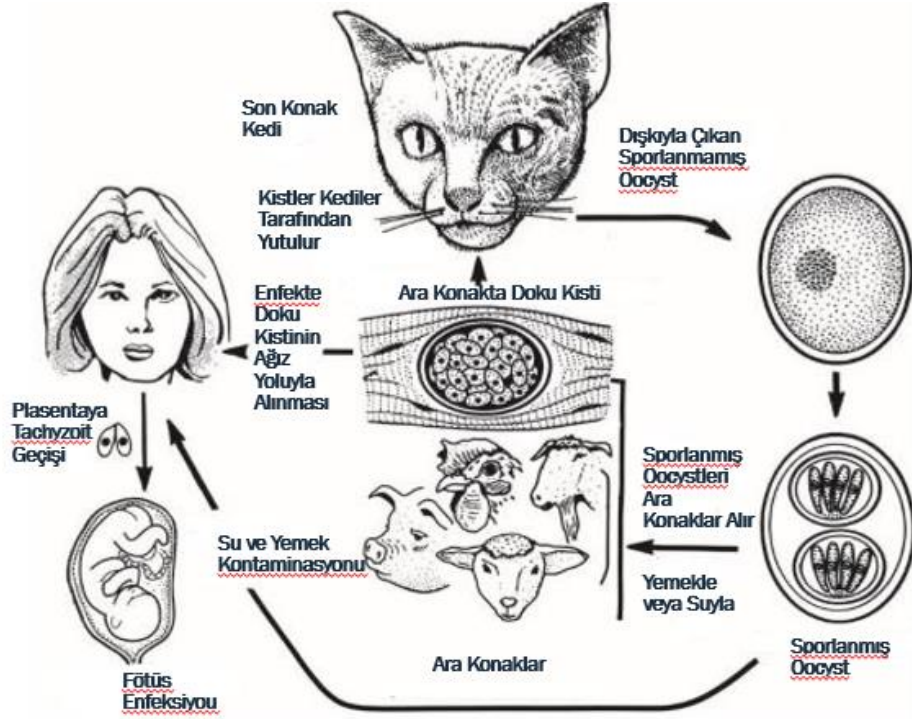 Son Konak
Kedi
Dışkıyla Çıkan
Sporlanmamış
Oocyst
Kistler Kediler
Tarafından
Yutulur
Enfekte
Doku
Kistinin
Ağız
Yoluyla
Alınması
Ara Konakta Doku Kisti
Plasentaya
Tachyzoit
Geçişi
Sporlanmış
Oocystleri
Ara
Konaklar Alır
Yemekle
veya Suyla
Su ve Yemek
Kontaminasyonu
Ara Konaklar
Sporlanmış
Oocyst
Fötüs
Enfeksiyou